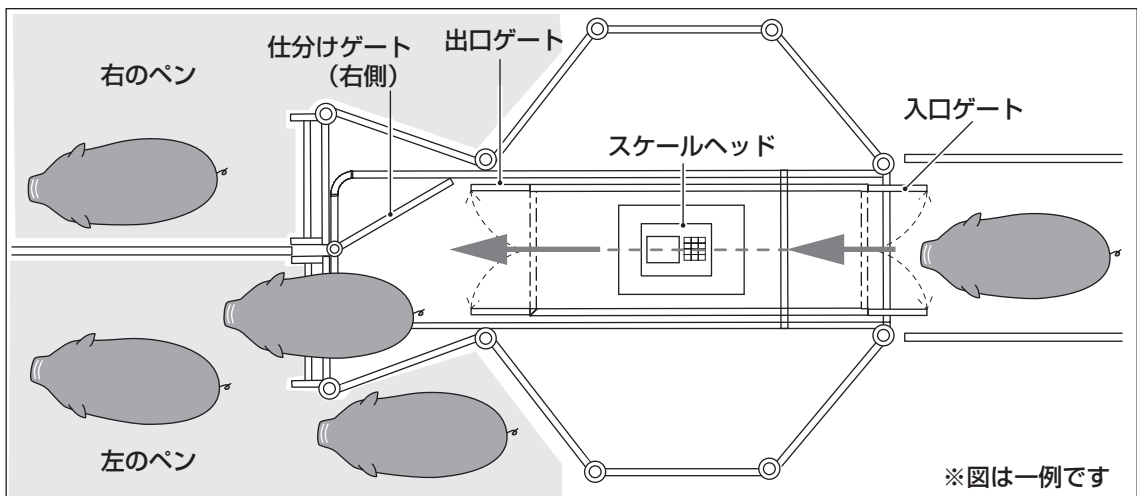 仕分けゲート
（右側）
出口ゲート
右のペン
入口ゲート
スケールヘッド
左のペン
※図は一例です